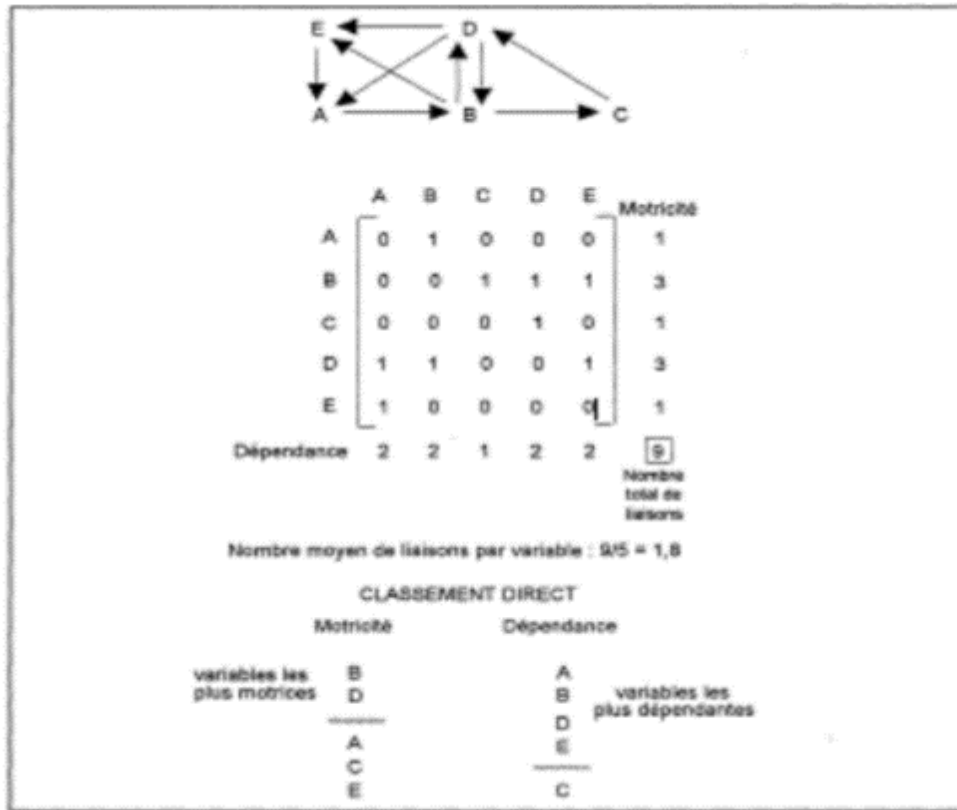 E D
A B C
A B C D E
Motricité
A 0 1 0 0 0 1
B 0 0 1 1 1 3
C 0 0 0 1 0 1
D 1 1 0 0 1 3
E 1 0 0 0 0 1
Dépendance 2 2 1 2 2 9
Nombre
total de
liaisons
Nombre moyen de liaisons par variable : 9/5 = 1,8
CLASSEMENT DIRECT
Motricité Dépendance
variables les
plus motrices
B
D
A
C
E
A
B
D
E
C
variables les
plus dépendantes